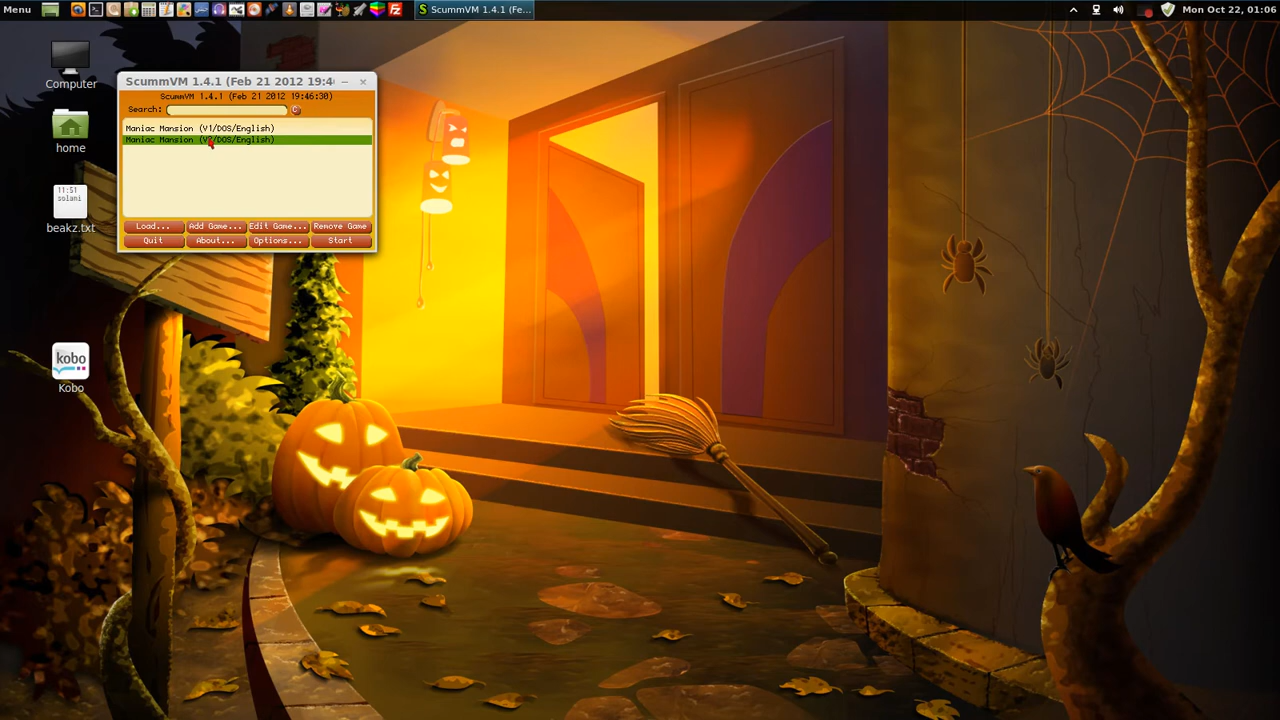 Menu
ScummVM 1.4.1 (Fe...
Mon Oct 22, 01:06
Computer
home
11:51
solani
beakz.txt
kobo
Kobo
ScummVM 1.4.1 (Feb 21 2012 19:4
ScummVM 1.4.1 (Feb 21 2012 19:46:30)
Search:
Maniac Mansion (V1/DOS/English)
Maniac Mansion (V2/DOS/English)
Load... Add Game... Edit Game... Remove Game
Quit About... Options... Start